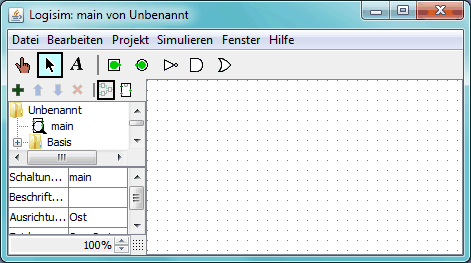 Logisim: main von Unbenannt
Datei Bearbeiten Projekt Simulieren Fenster Hilfe
A
Unbenannt
main
Basis
Schaltun... main
Beschrift...
Ausrichtu... Ost
100%